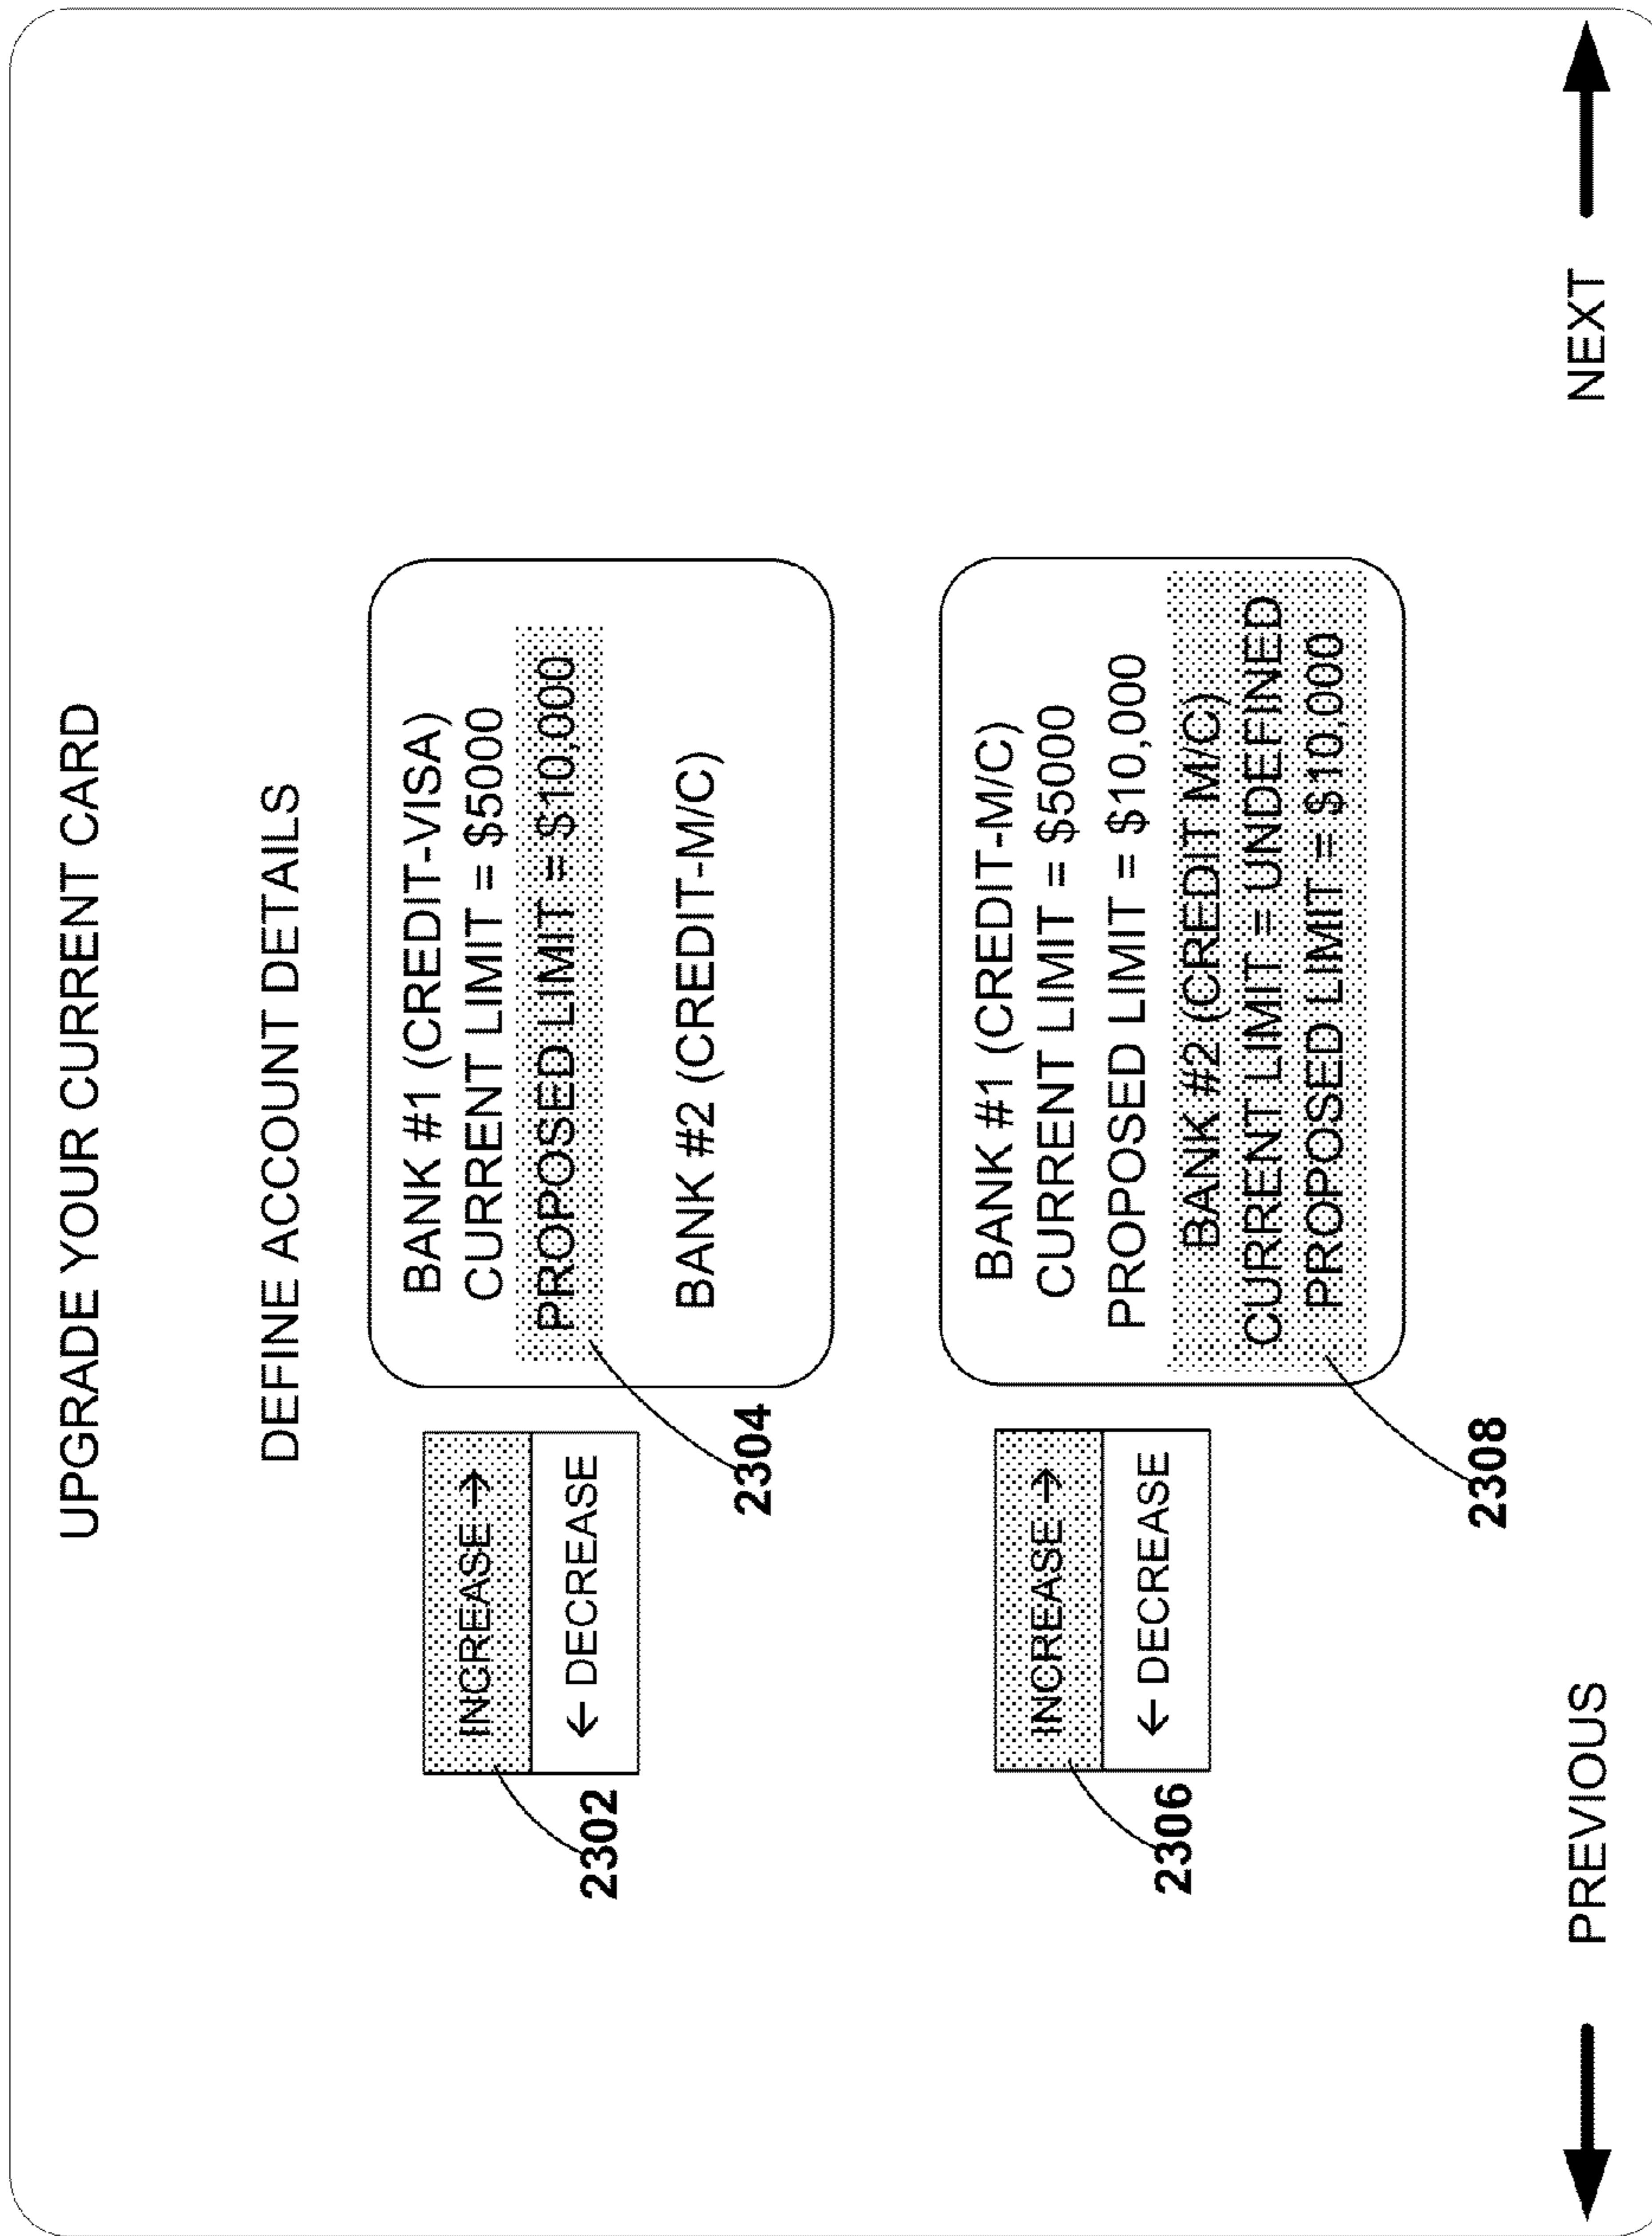 UPGRADE YOUR CURRENT CARD
DEFINE ACCOUNT DETAILS
INCREASE →
← DECREASE
2302
BANK #1 (CREDIT-VISA)
CURRENT LIMIT = $5000
PROPOSED LIMIT = $10,000
BANK #2 (CREDIT-M/C)
2304
INCREASE →
← DECREASE
2306
BANK #1 (CREDIT-M/C)
CURRENT LIMIT = $5000
PROPOSED LIMIT = $10,000
BANK #2 (CREDIT M/C)
CURRENT LIMIT = UNDEFINED
PROPOSED LIMIT = $10,000
2308
PREVIOUS
NEXT